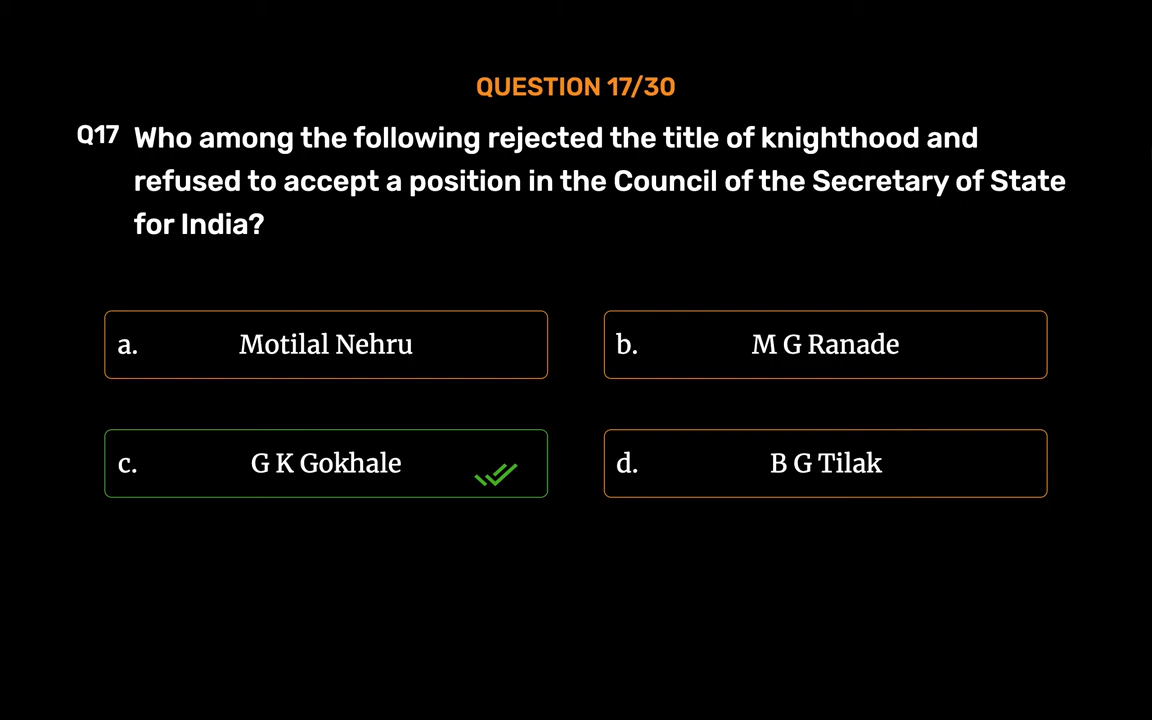 QUESTION 17/30
Q17 Who among the following rejected the title of knighthood and
refused to accept a position in the Council of the Secretary of State
for India?
a. Motilal Nehru
b. M G Ranade
c. G K Gokhale
d. B G Tilak